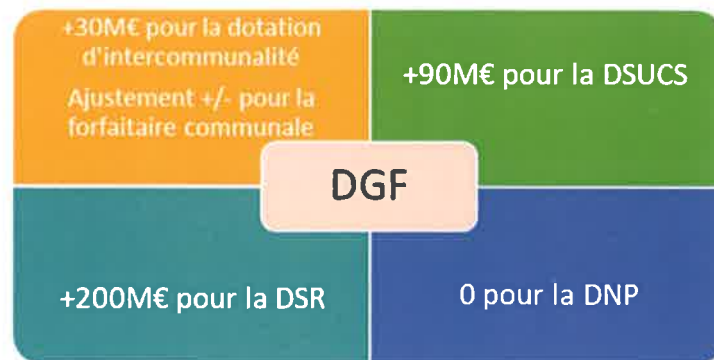 +30M€ pour la dotation
d'intercommunalité
Ajustement +/- pour la
forfaitaire communale
+90M€ pour la DSUCS
DGF
+200M€ pour la DSR
0 pour la DNP